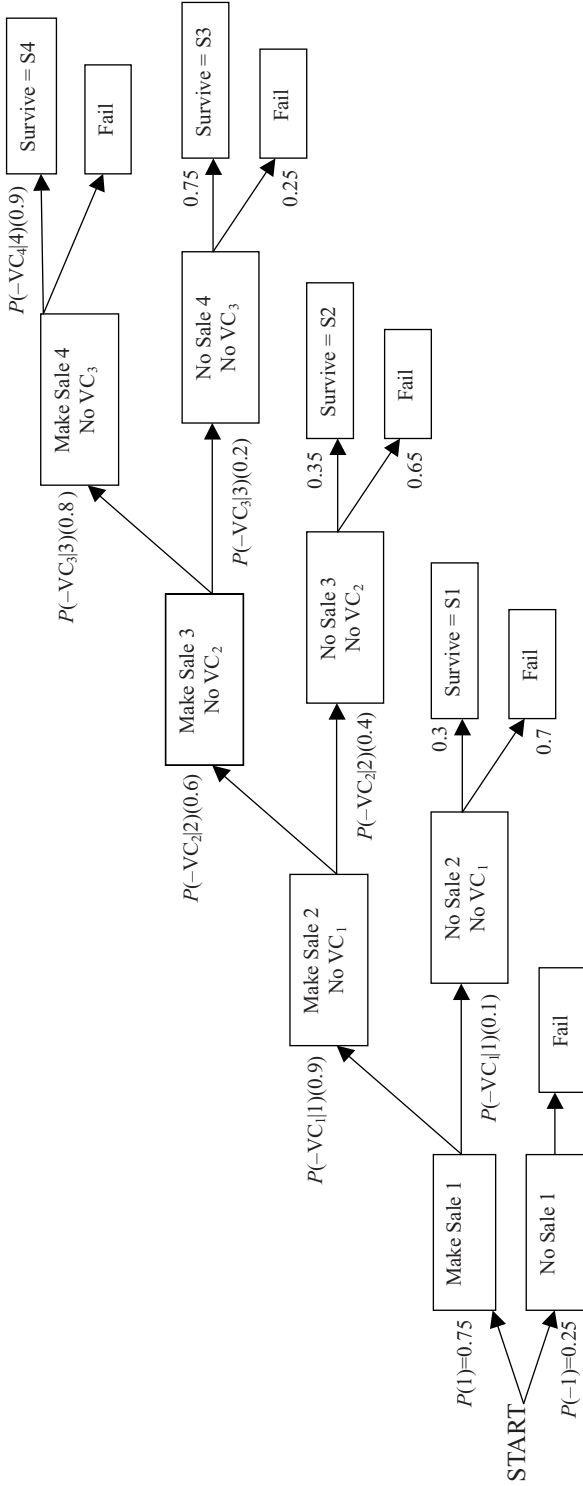 START
P(1)=0.75
P(−1)=0.25
Make Sale 1
No Sale 1
Fail
P(−VC₁|1)(0.9)
P(−VC₁|1)(0.1)
Make Sale 2
No VC₁
No Sale 2
No VC₁
0.3
0.7
Survive = S1
Fail
P(−VC₂|2)(0.6)
P(−VC₂|2)(0.4)
Make Sale 3
No VC₂
No Sale 3
No VC₂
0.35
0.65
Survive = S2
Fail
P(−VC₃|3)(0.8)
P(−VC₃|3)(0.2)
Make Sale 4
No VC₃
No Sale 4
No VC₃
P(−VC₄|4)(0.9)
Survive = S4
Fail
0.75
0.25
Survive = S3
Fail